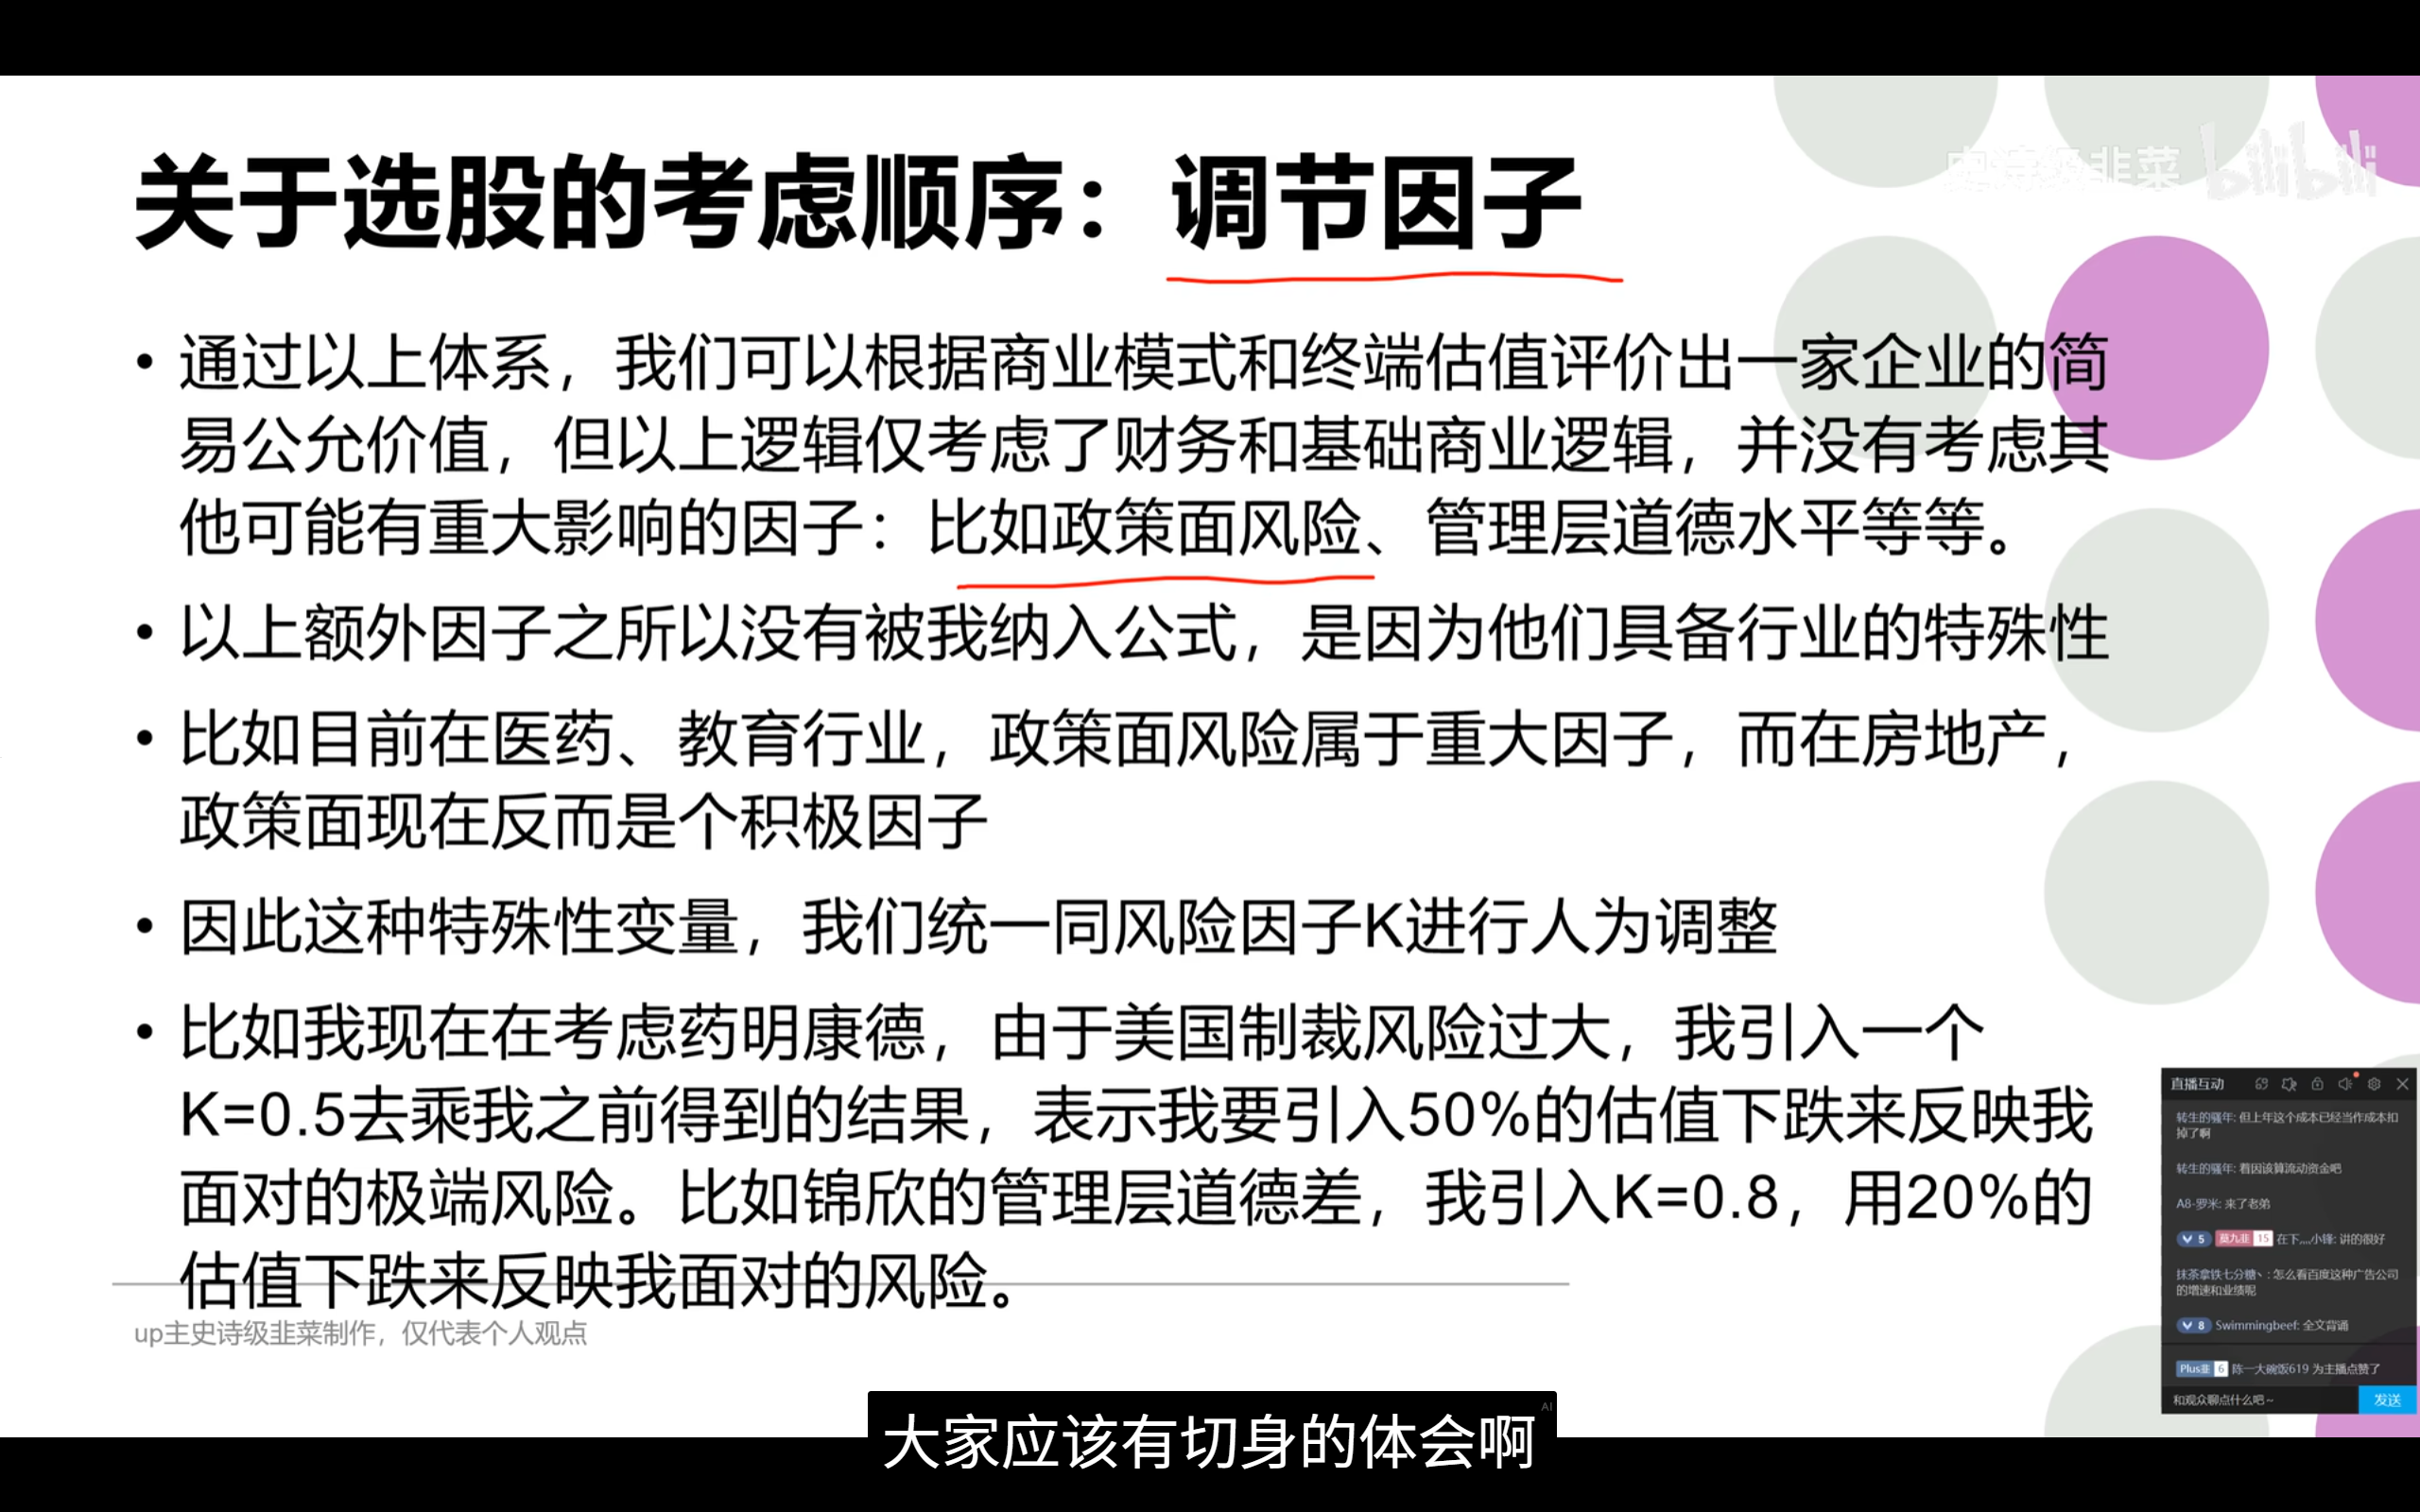 关于选股的考虑顺序：调节因子
史诗级韭菜 bilibili
• 通过以上体系，我们可以根据商业模式和终端估值评价出一家企业的简
易公允价值，但以上逻辑仅考虑了财务和基础商业逻辑，并没有考虑其
他可能有重大影响的因子：比如政策面风险、管理层道德水平等等。
• 以上额外因子之所以没有被我纳入公式，是因为他们具备行业的特殊性
• 比如目前在医药、教育行业，政策面风险属于重大因子，而在房地产，
政策面现在反而是个积极因子
• 因此这种特殊性变量，我们统一同风险因子K进行人为调整
• 比如我现在在考虑药明康德，由于美国制裁风险过大，我引入一个
K=0.5去乘我之前得到的结果，表示我要引入50%的估值下跌来反映我
面对的极端风险。比如锦欣的管理层道德差，我引入K=0.8，用20%的
估值下跌来反映我面对的风险。
up主史诗级韭菜制作，仅代表个人观点
直播互动
转生的骚年: 但上年这个成本已经当作成本扣
掉了啊
转生的骚年: 着因该算流动资金吧
A8-罗米: 来了老弟
5 15 在下,,,,小锋: 讲的很好
抹茶拿铁七分糖丶: 怎么看百度这种广告公司
的增速和业绩呢
8 Swimmingbeef: 全文背诵
Plus韭 6 陈一大碗饭619 为主播点赞了
和观众聊点什么吧~
发送
AI
大家应该有切身的体会啊